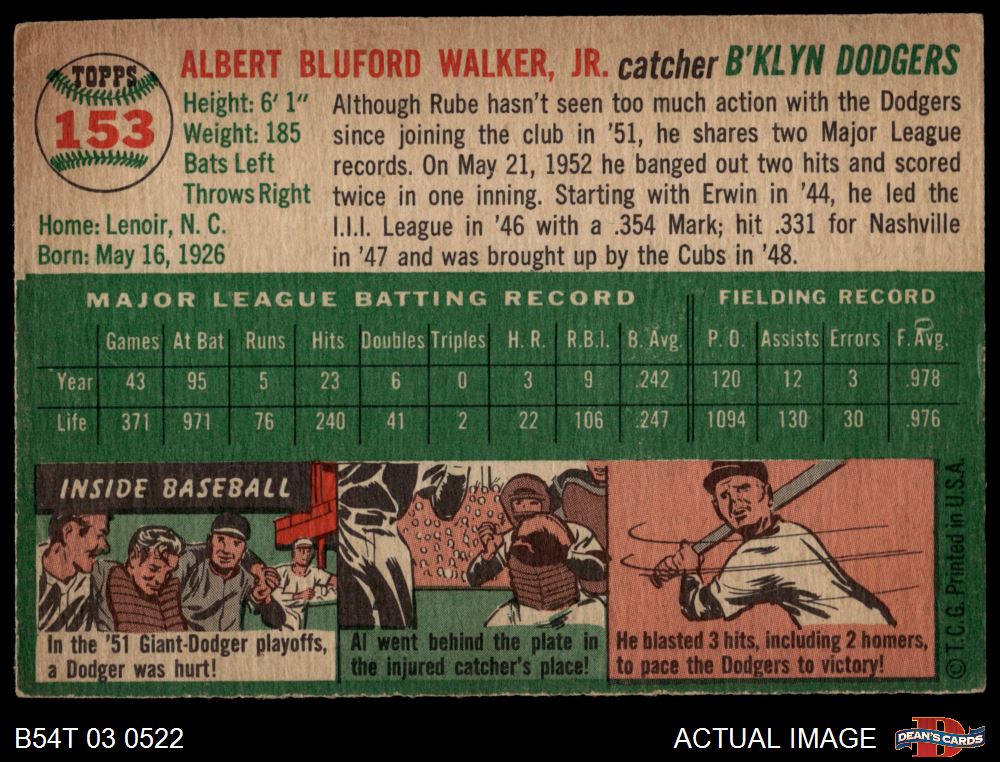 TOPPS
153
ALBERT BLUFORD WALKER, JR. catcher B'KLYN DODGERS
Height: 6' 1"
Weight: 185
Bats Left
Throws Right
Home: Lenoir, N. C.
Born: May 16, 1926
Although Rube hasn't seen too much action with the Dodgers
since joining the club in '51, he shares two Major League
records. On May 21, 1952 he banged out two hits and scored
twice in one inning. Starting with Erwin in '44, he led the
I.I.I. League in '46 with a .354 Mark; hit .331 for Nashville
in '47 and was brought up by the Cubs in '48.
MAJOR LEAGUE BATTING RECORD FIELDING RECORD
Games At Bat Runs Hits Doubles Triples H. R. R.B.I. B. Avg. P. O. Assists Errors F. Avg.
Year 43 95 5 23 6 0 3 9 .242 120 12 3 .978
Life 371 971 76 240 41 2 22 106 .247 1094 130 30 .976
INSIDE BASEBALL
In the '51 Giant-Dodger playoffs,
a Dodger was hurt!
Al went behind the plate in
the injured catcher's place!
He blasted 3 hits, including 2 homers,
to pace the Dodgers to victory!
© T. C. G. Printed in U.S.A.
B54T 03 0522
ACTUAL IMAGE
DEAN'S CARDS